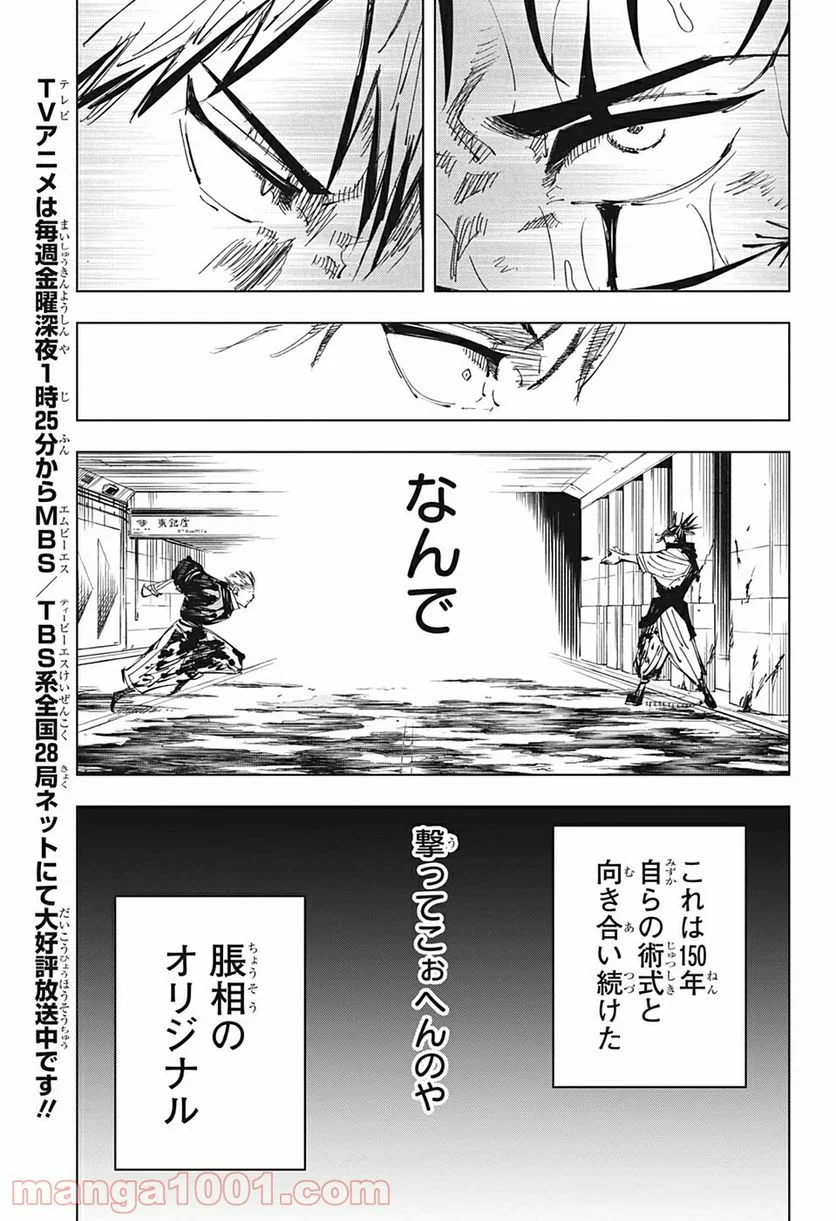 なんで
東銀座
これは150年
自らの術式と
向き合い続けた
撃ってこぉへんのや
脹相の
オリジナル
TVアニメは毎週金曜深夜1時25分からMBS/TBS系全国28局ネットにて大好評放送中です!!
manga1001.com